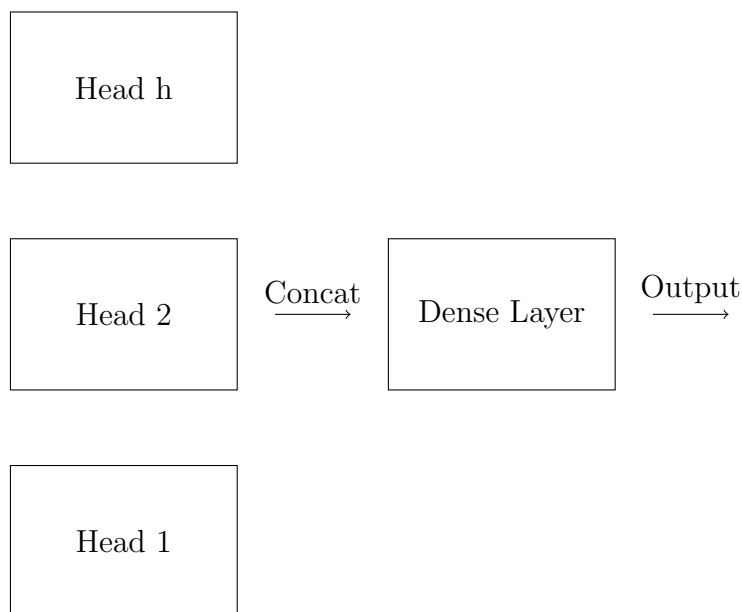 Head h
Head 2
Concat
Dense Layer
Output
Head 1